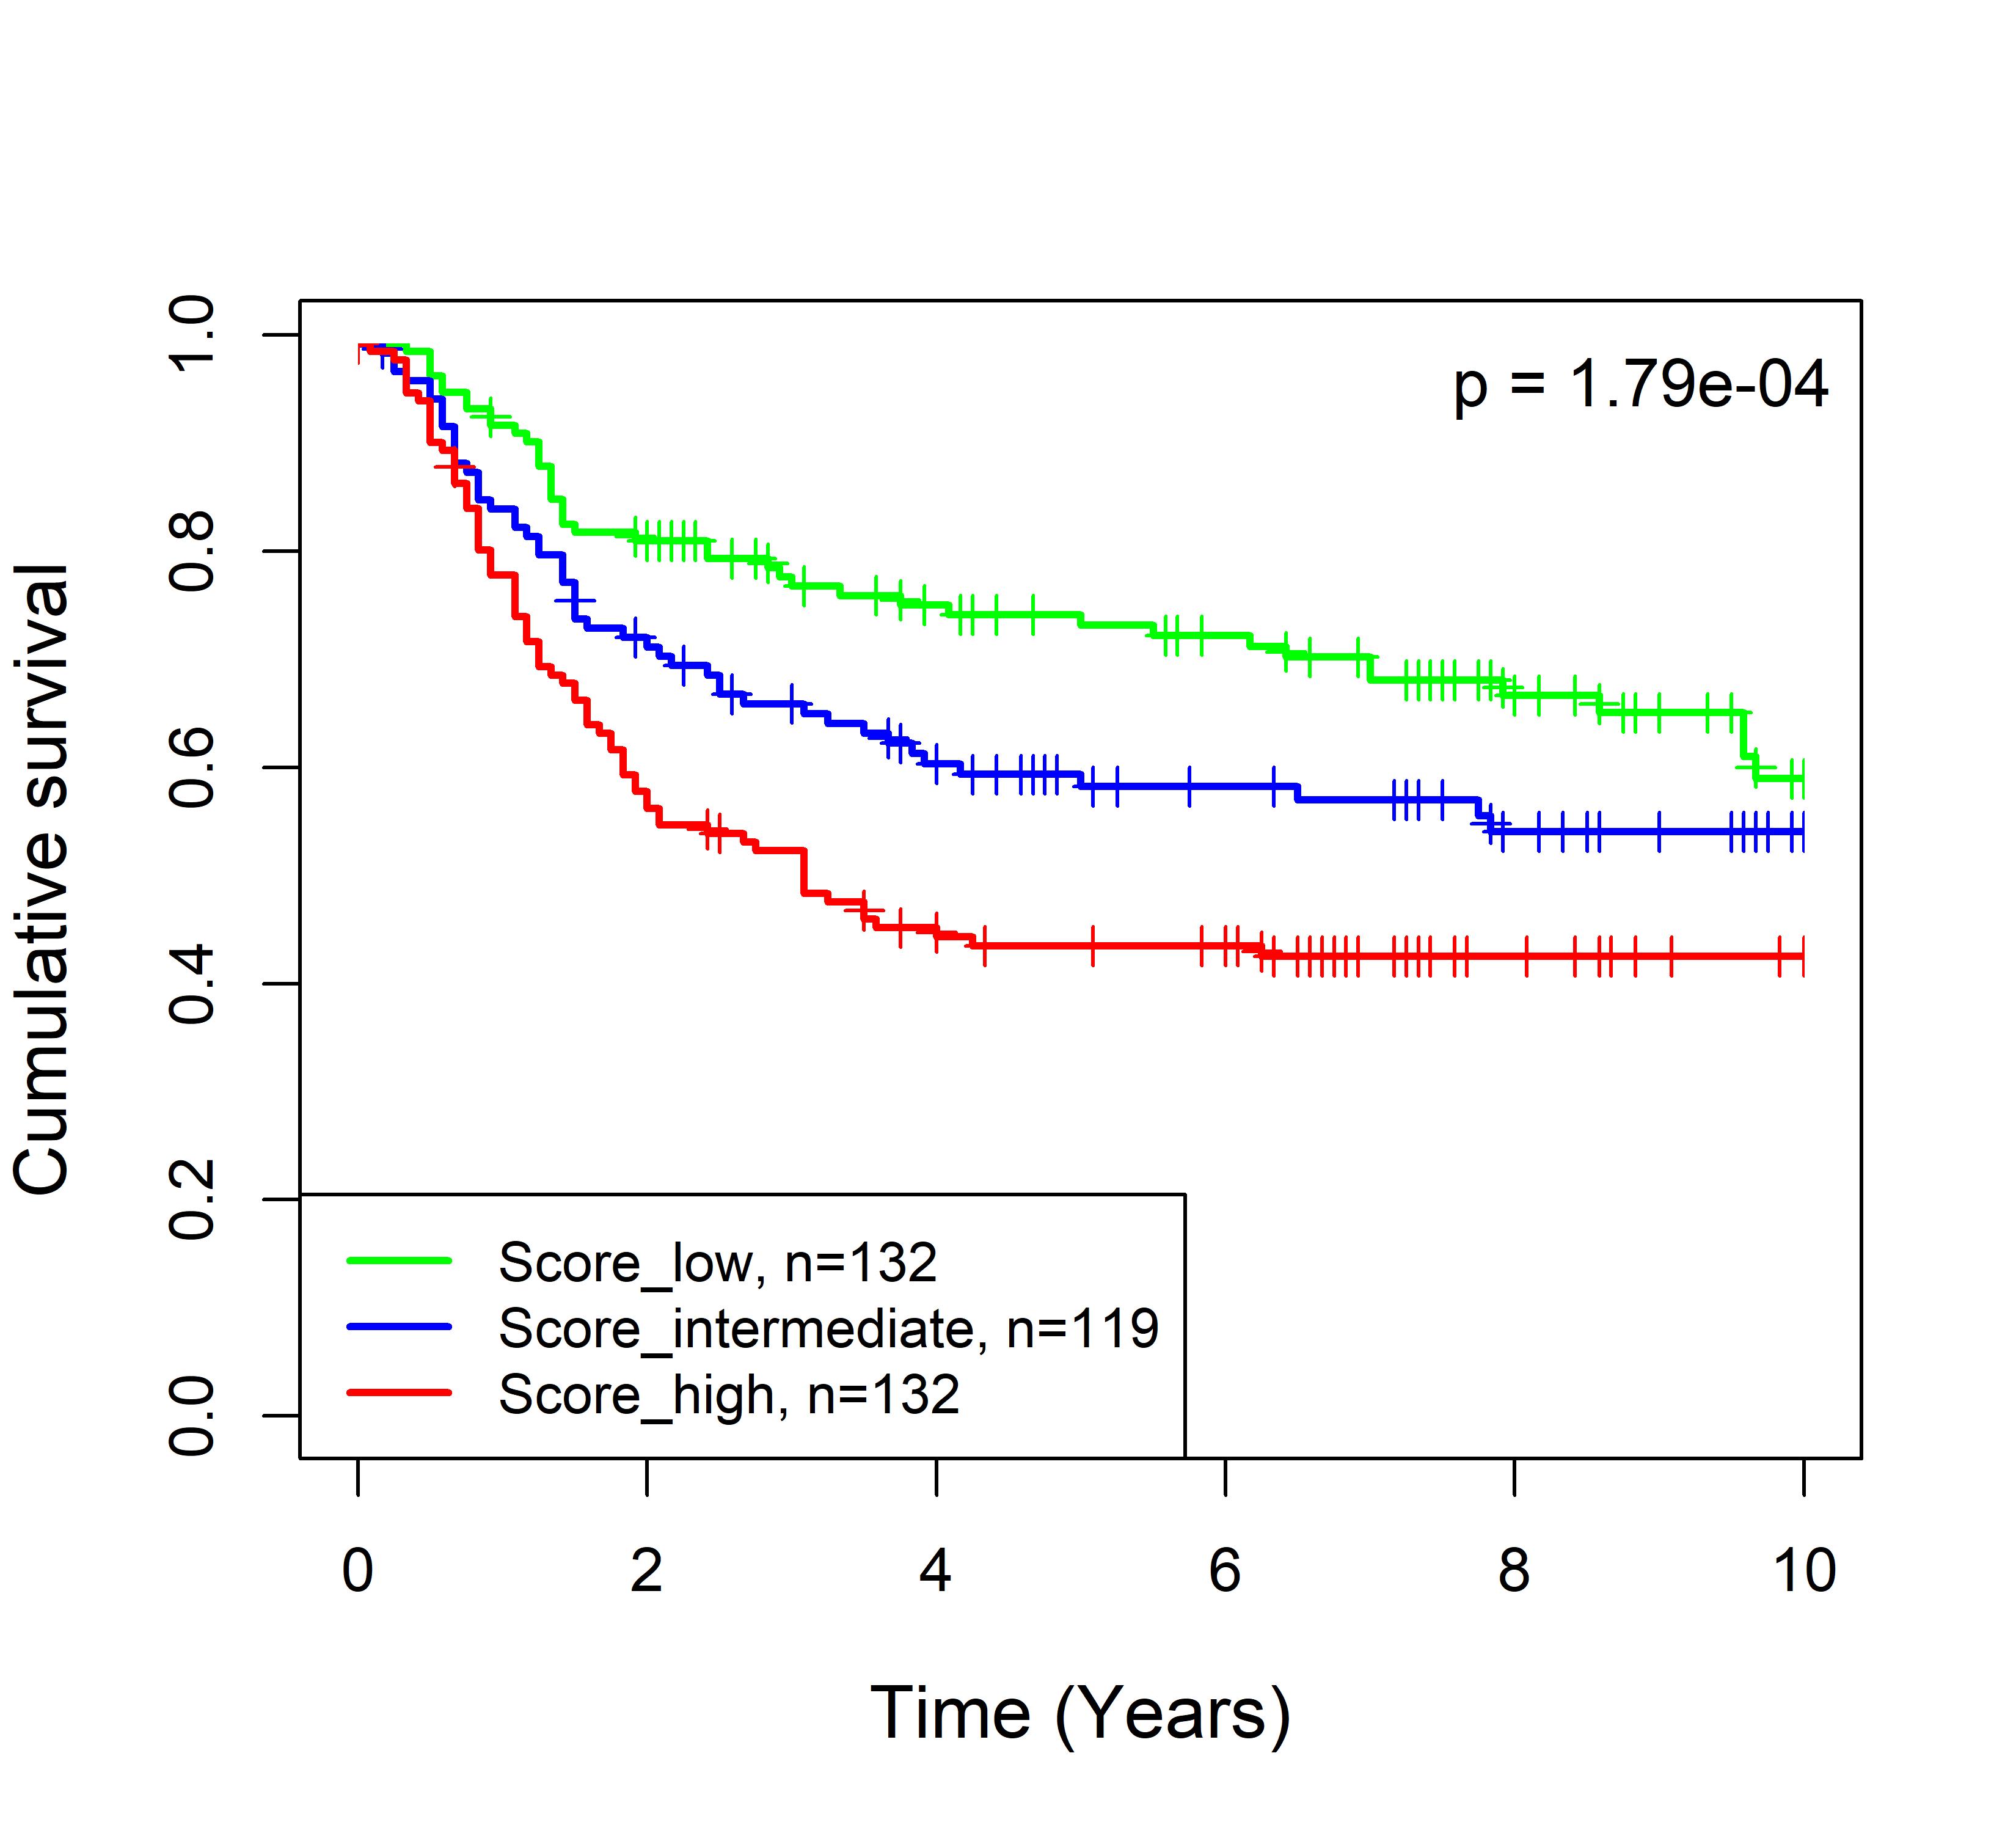 p = 1.79e-04
Cumulative survival
1.0
0.8
0.6
0.4
0.2
0.0
Score_low, n=132
Score_intermediate, n=119
Score_high, n=132
0 2 4 6 8 10
Time (Years)